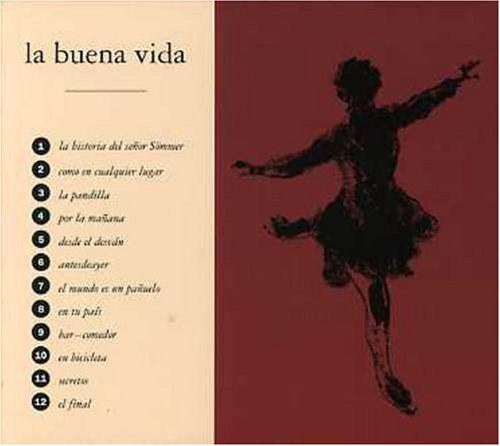 la buena vida
1 la historia del señor Sömmer
2 como en cualquier lugar
3 la pandilla
4 por la mañana
5 desde el desván
6 antesdeayer
7 el mundo es un pañuelo
8 en tu país
9 bar-comedor
10 en bicicleta
11 secretos
12 el final